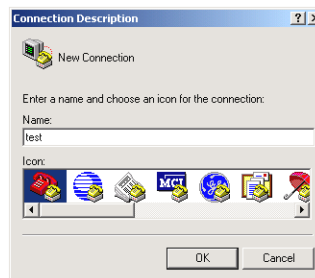 Connection Description
New Connection
Enter a name and choose an icon for the connection:
Name:
test
Icon:
MCI
OK
Cancel